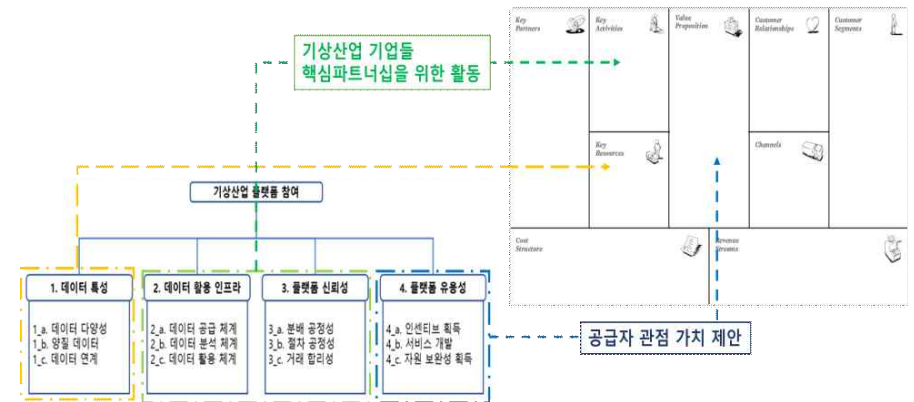 기상산업 기업들
핵심파트너십을 위한 활동
Key
Partners
Key
Activities
Value
Proposition
Customer
Relationships
Customer
Segments
Key
Resources
Channels
Cost
Structure
Revenue
Streams
기상산업 플랫폼 참여
1. 데이터 특성
1_a. 데이터 다양성
1_b. 양질 데이터
1_c. 데이터 연계
2. 데이터 활용 인프라
2_a. 데이터 공급 체계
2_b. 데이터 분석 체계
2_c. 데이터 활용 체계
3. 플랫폼 신뢰성
3_a. 분배 공정성
3_b. 절차 공정성
3_c. 거래 합리성
4. 플랫폼 유용성
4_a. 인센티브 획득
4_b. 서비스 개발
4_c. 자원 보완성 획득
공급자 관점 가치 제안